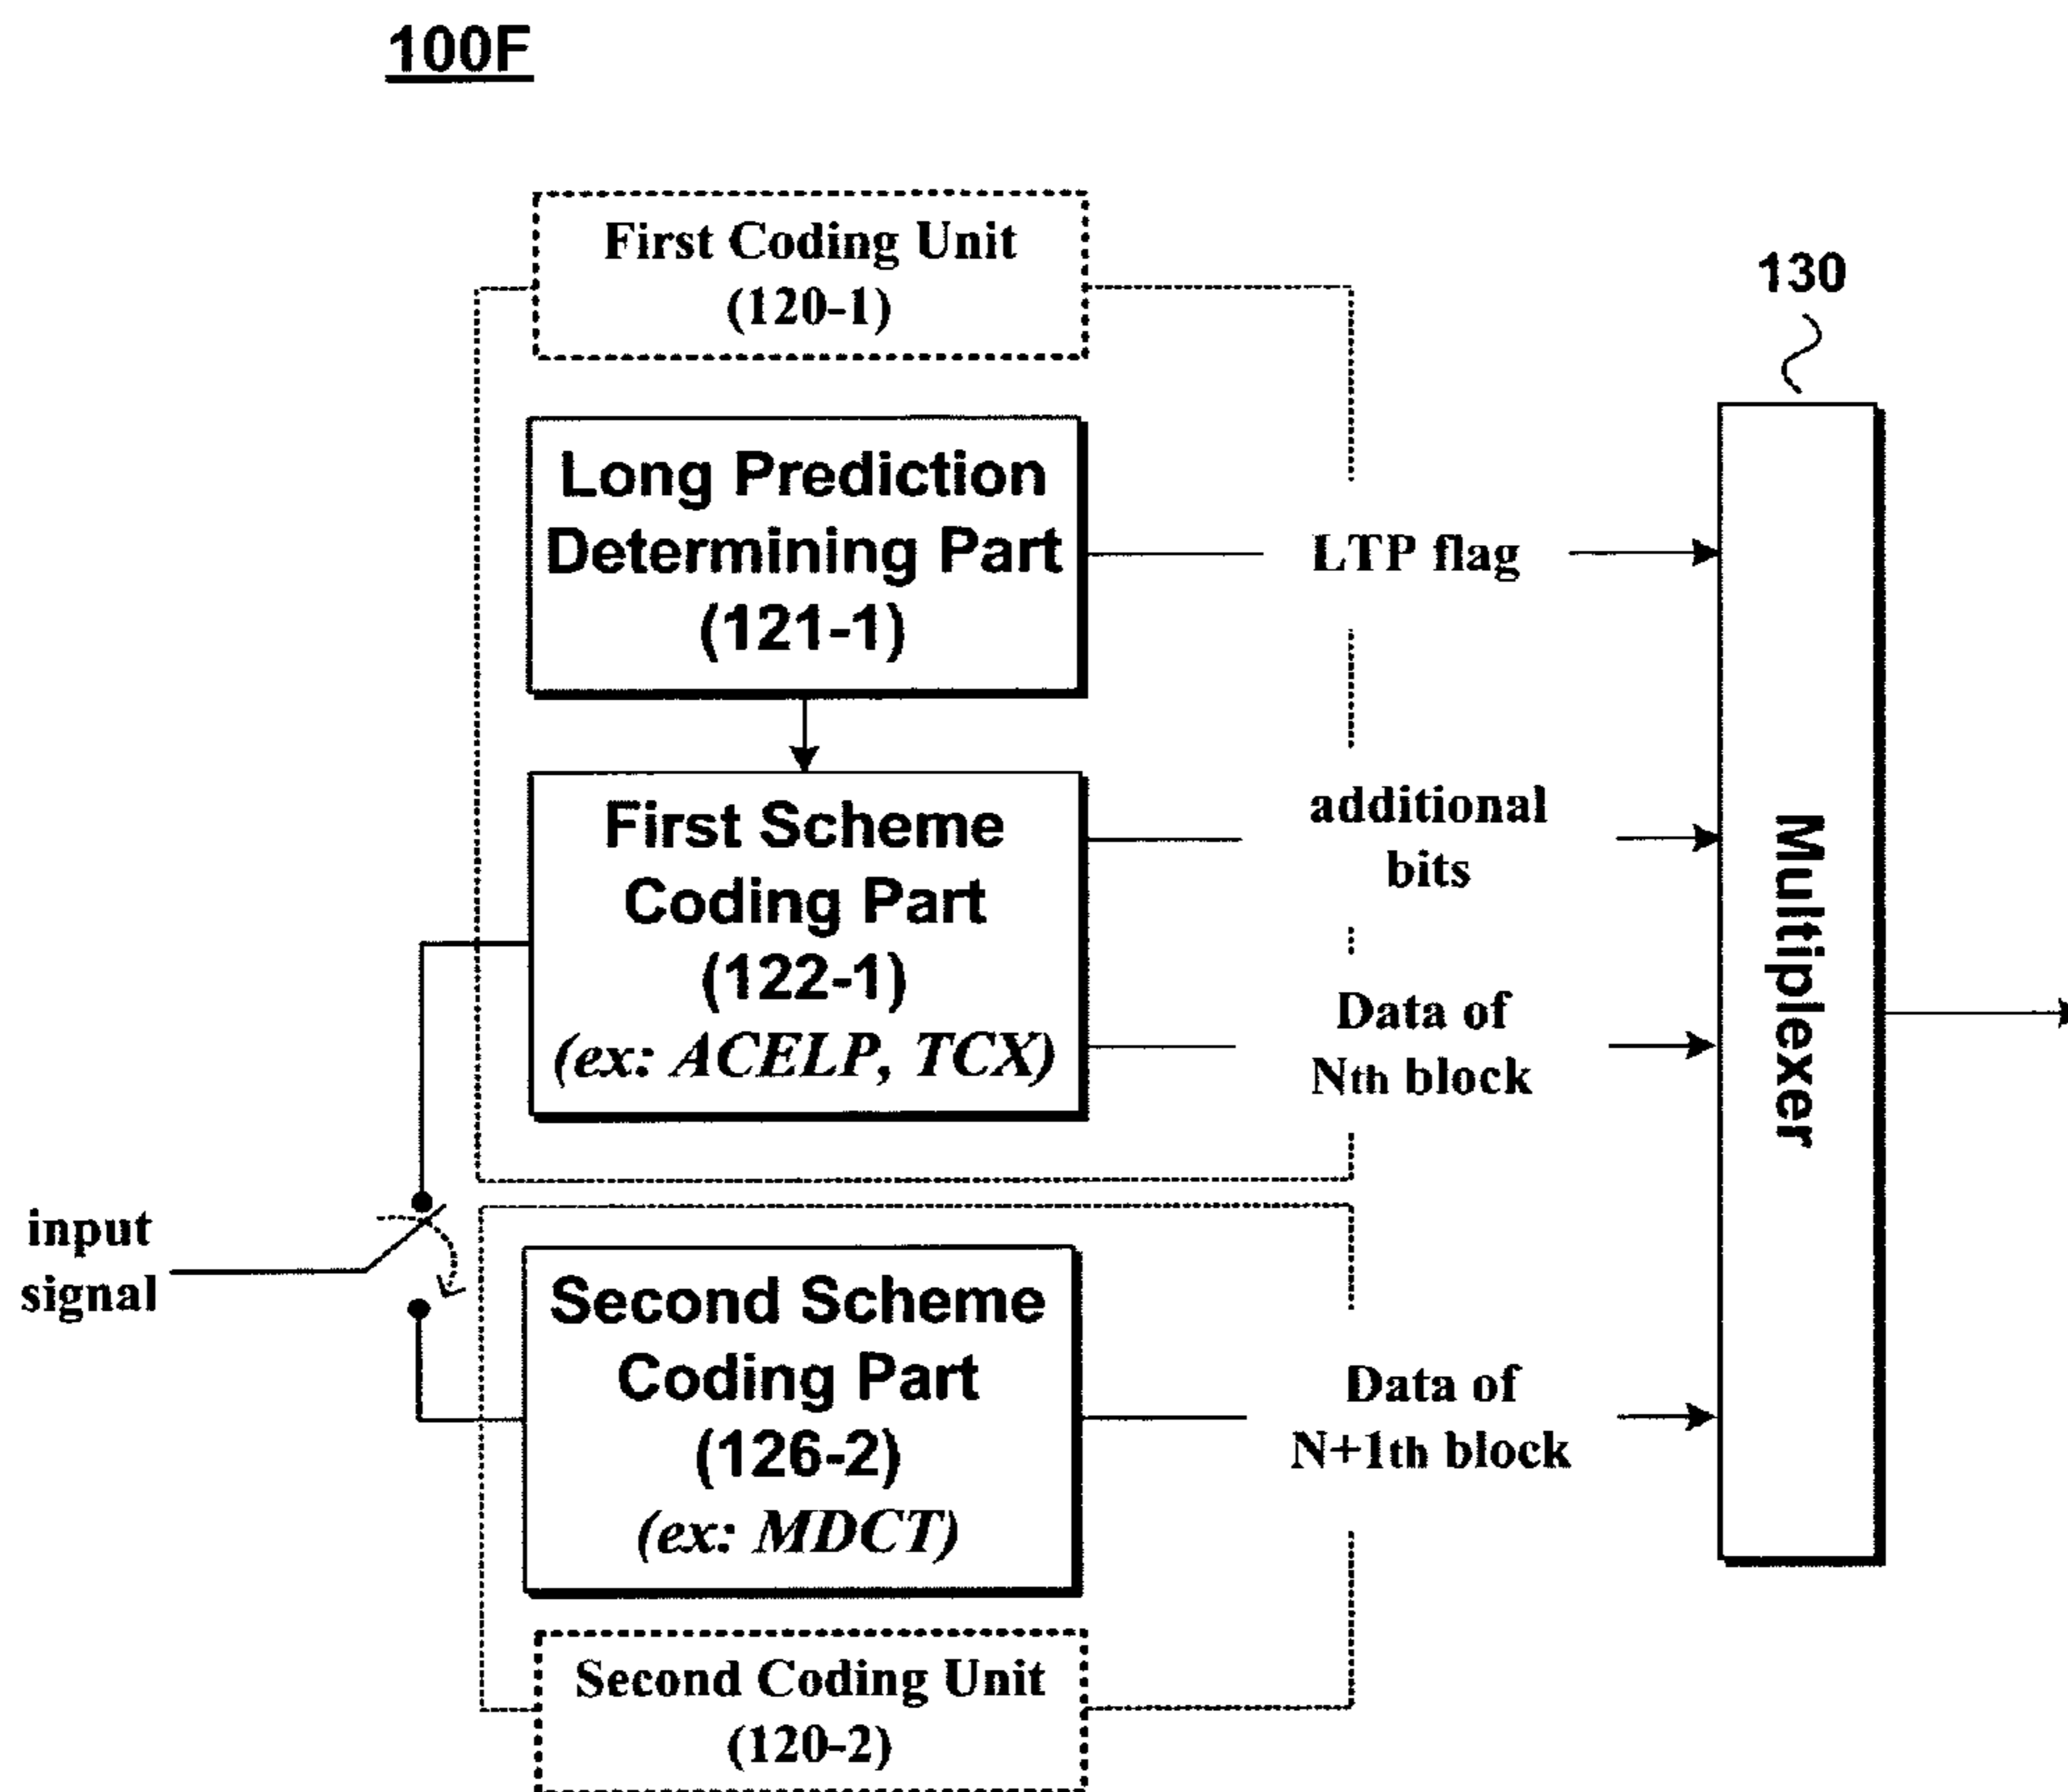 100F
First Coding Unit
(120-1)
130
Long Prediction
Determining Part
(121-1)
LTP flag
First Scheme
Coding Part
(122-1)
(ex: ACELP, TCX)
additional
bits
Data of
Nth block
Multiplexer
input
signal
Second Scheme
Coding Part
(126-2)
(ex: MDCT)
Data of
N+1th block
Second Coding Unit
(120-2)